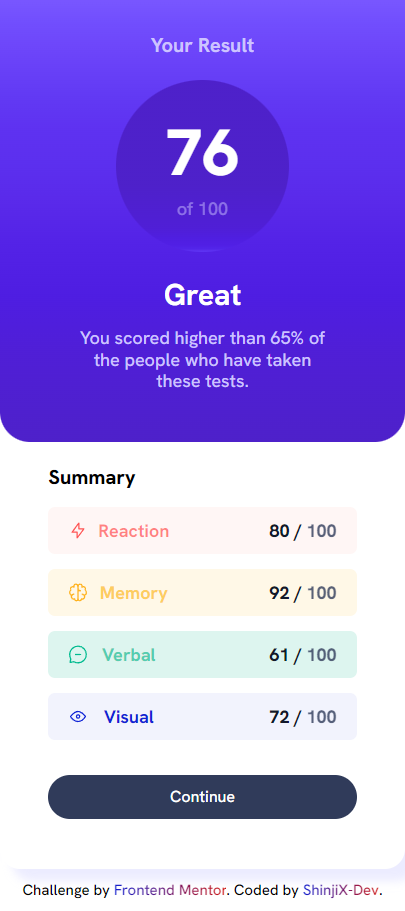 Your Result
76
of 100
Great
You scored higher than 65% of
the people who have taken
these tests.
Summary
Reaction 80 / 100
Memory 92 / 100
Verbal 61 / 100
Visual 72 / 100
Continue
Challenge by Frontend Mentor. Coded by ShinjiX-Dev.